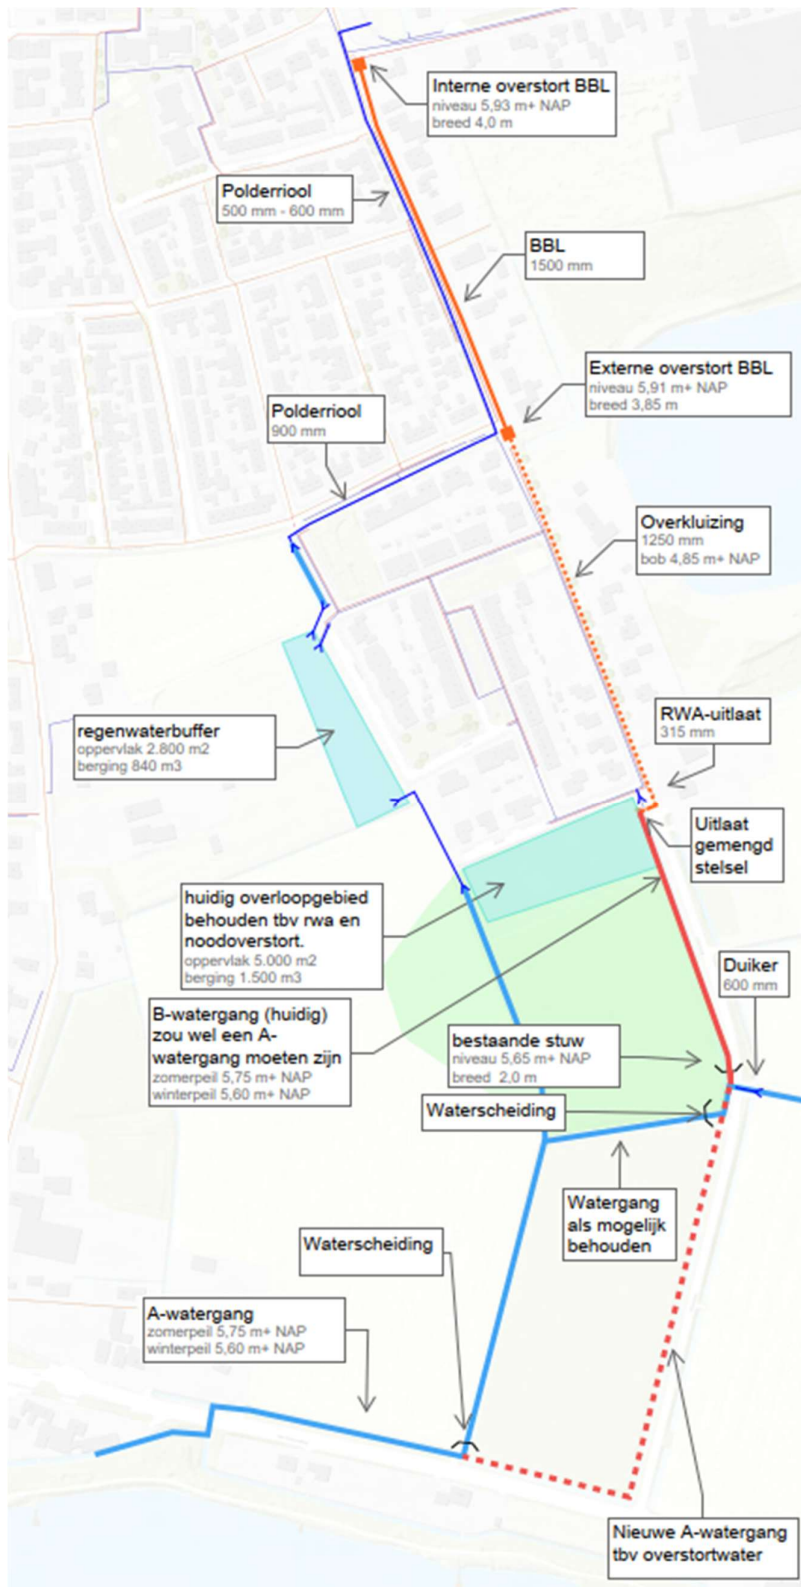 Interne overstort BBL
niveau 5,93 m+ NAP
breed 4,0 m
Polderriool
500 mm - 600 mm
BBL
1500 mm
Externe overstort BBL
niveau 5,91 m+ NAP
breed 3,85 m
Polderriool
900 mm
Overkluizing
1250 mm
bob 4,85 m+ NAP
RWA-uitlaat
315 mm
regenwaterbuffer
oppervlak 2.800 m2
berging 840 m3
Uitlaat
gemengd
stelsel
huidig overloopgebied
behouden tbv rwa en
noodoverstort.
oppervlak 5.000 m2
berging 1.500 m3
Duiker
600 mm
B-watergang (huidig)
zou wel een A-
watergang moeten zijn
zomerpeil 5,75 m+ NAP
winterpeil 5,60 m+ NAP
bestaande stuw
niveau 5,65 m+ NAP
breed 2,0 m
Waterscheiding
Watergang
als mogelijk
behouden
Waterscheiding
A-watergang
zomerpeil 5,75 m+ NAP
winterpeil 5,60 m+ NAP
Nieuwe A-watergang
tbv overstortwater